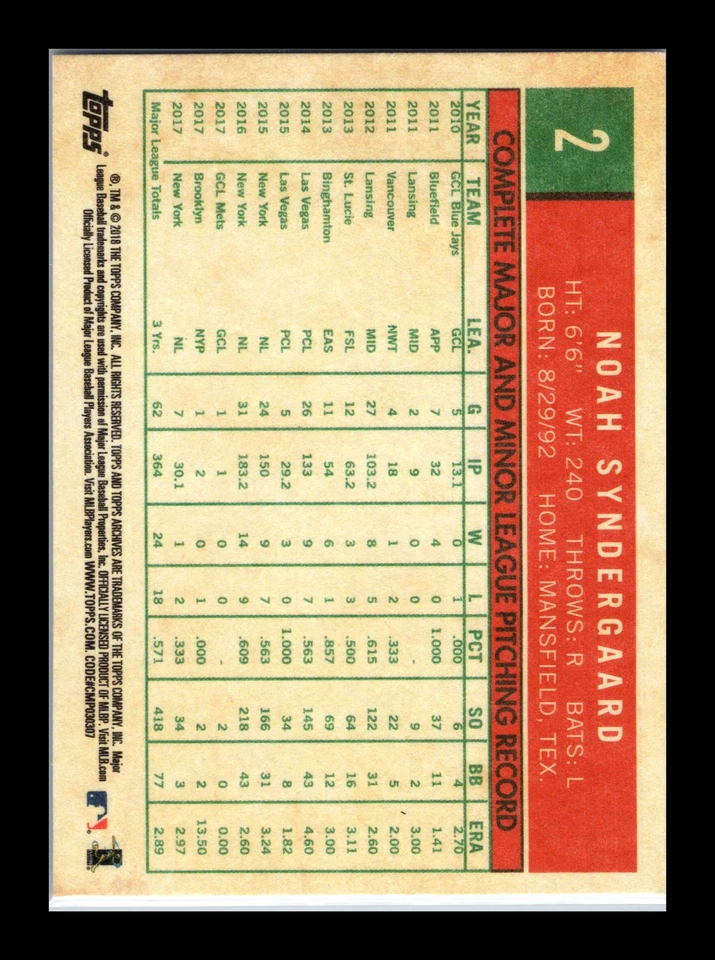 2
NOAH SYNDERGAARD
HT: 6'6" WT: 240 THROWS: R BATS: L
BORN: 8/29/92 HOME: MANSFIELD, TEX.
COMPLETE MAJOR AND MINOR LEAGUE PITCHING RECORD
YEAR TEAM LEA. G IP W L PCT SO BB ERA
2010 GCL Blue Jays GCL 5 13.1 0 1 .000 6 4 2.70
2011 Bluefield APP 7 32 4 0 1.000 37 11 1.41
2011 Lansing MID 2 9 0 0 - 9 2 3.00
2011 Vancouver NWT 4 18 1 2 .333 22 5 2.00
2012 Lansing MID 27 103.2 8 5 .615 122 31 2.60
2013 St. Lucie FSL 12 63.2 3 3 .500 64 16 3.11
2013 Binghamton EAS 11 54 6 1 .857 69 12 3.00
2014 Las Vegas PCL 26 133 9 7 .563 145 43 4.60
2015 Las Vegas PCL 5 29.2 3 0 1.000 34 8 1.82
2015 New York NL 24 150 9 7 .563 166 31 3.24
2016 New York NL 31 183.2 14 9 .609 218 43 2.60
2017 GCL Mets GCL 1 1 0 0 - 2 0 0.00
2017 Brooklyn NYP 1 2 0 1 .000 2 2 13.50
2017 New York NL 7 30.1 1 2 .333 34 3 2.97
Major League Totals 3 Yrs. 62 364 24 18 .571 418 77 2.89
topps®
®, TM & © 2018 THE TOPPS COMPANY, INC. ALL RIGHTS RESERVED. TOPPS AND TOPPS ARCHIVES ARE TRADEMARKS OF THE TOPPS COMPANY, INC. Major
League Baseball trademarks and copyrights are used with permission of Major League Baseball Properties, Inc. OFFICIALLY LICENSED PRODUCT OF MLBP. Visit MLB.com
Officially Licensed Product of Major League Baseball Players Association. Visit MLBPlayers.com WWW.TOPPS.COM. CODE#CMP030307